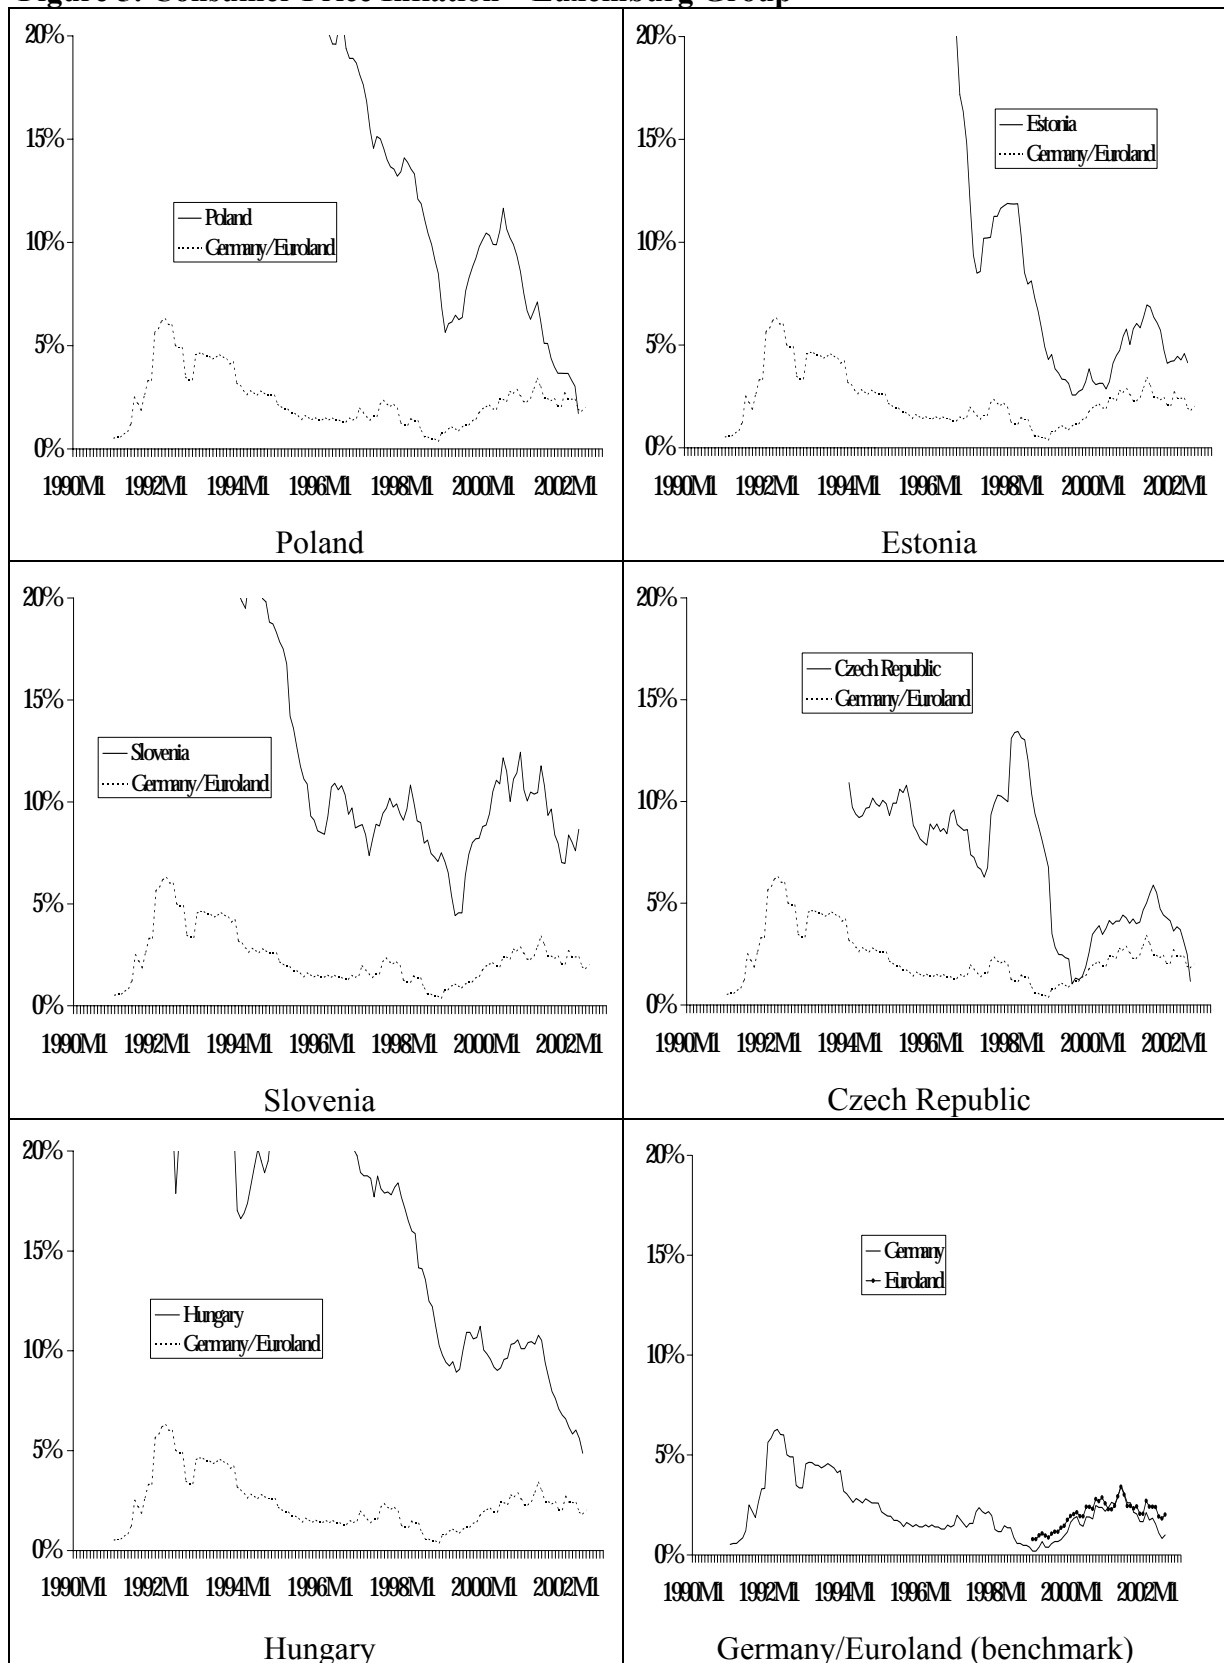 Figure Consumer Price Inflation – Luxemburg Group
20%
15%
10%
5%
0%
Poland
Germany/Euroland
1990M1 1992M1 1994M1 1996M1 1998M1 2000M1 2002M1
Poland
20%
15%
10%
5%
0%
Estonia
Germany/Euroland
1990M1 1992M1 1994M1 1996M1 1998M1 2000M1 2002M1
Estonia
20%
15%
10%
5%
0%
Slovenia
Germany/Euroland
1990M1 1992M1 1994M1 1996M1 1998M1 2000M1 2002M1
Slovenia
20%
15%
10%
5%
0%
Czech Republic
Germany/Euroland
1990M1 1992M1 1994M1 1996M1 1998M1 2000M1 2002M1
Czech Republic
20%
15%
10%
5%
0%
Hungary
Germany/Euroland
1990M1 1992M1 1994M1 1996M1 1998M1 2000M1 2002M1
Hungary
20%
15%
10%
5%
0%
Germany
Euroland
1990M1 1992M1 1994M1 1996M1 1998M1 2000M1 2002M1
Germany/Euroland (benchmark)